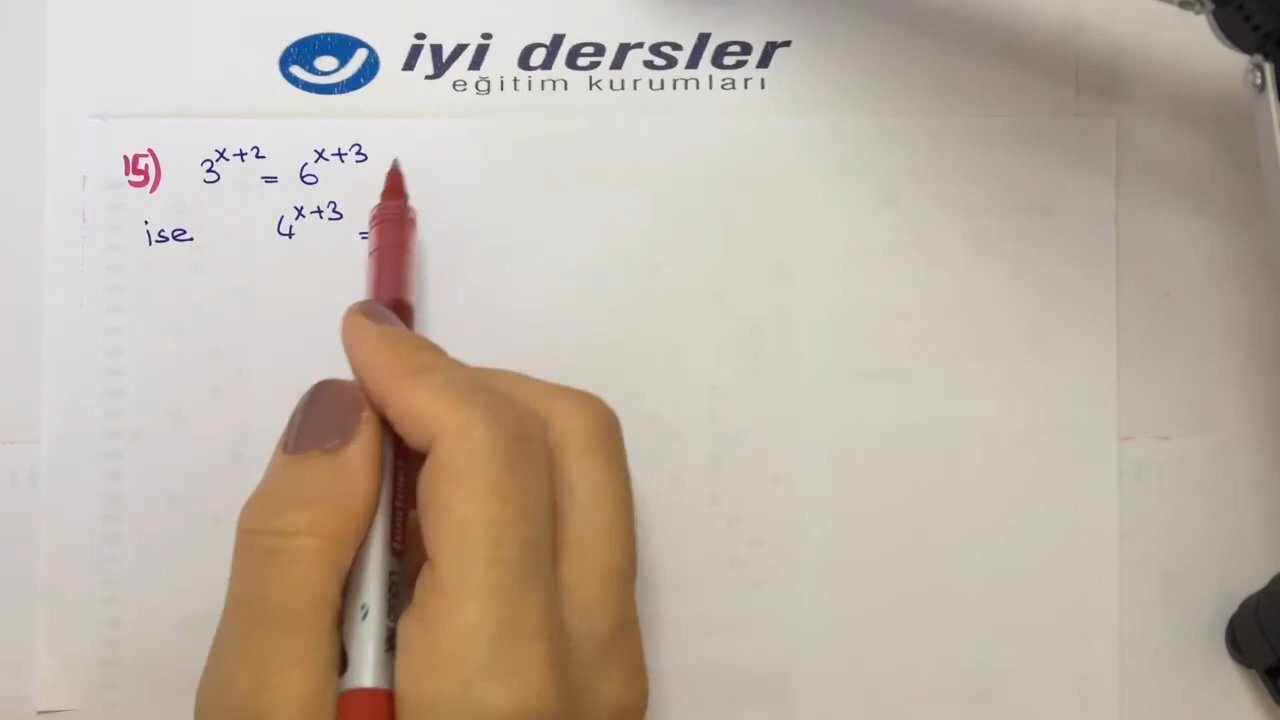 iyi dersler
eğitim kurumları
15) 3^{x+2} = 6^{x+3}
ise 4^{x+3} =